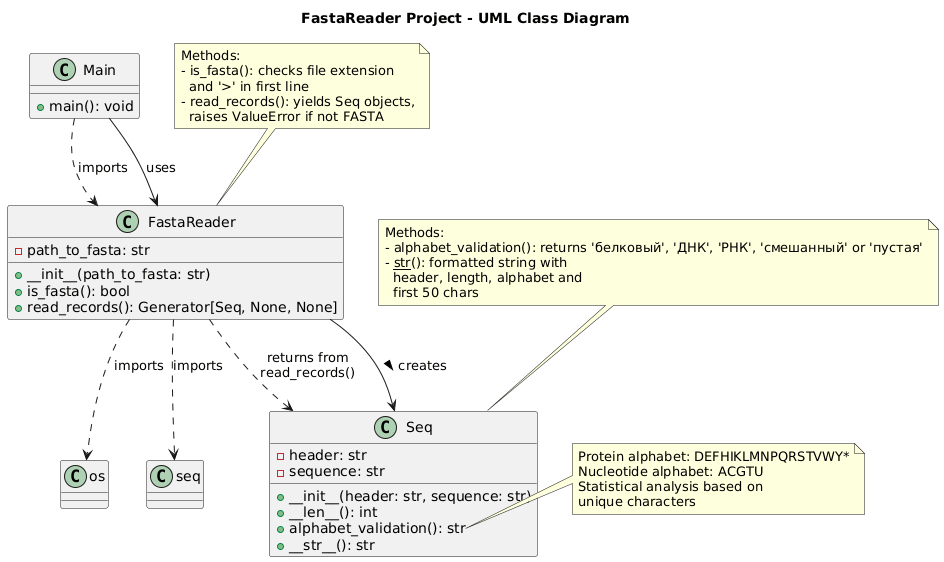 FastaReader Project - UML Class Diagram
C Main
main(): void
Methods:
- is_fasta(): checks file extension
and '>' in first line
- read_records(): yields Seq objects,
raises ValueError if not FASTA
imports
uses
C FastaReader
path_to_fasta: str
__init__(path_to_fasta: str)
is_fasta(): bool
read_records(): Generator[Seq, None, None]
Methods:
- alphabet_validation(): returns 'белковый', 'ДНК', 'РНК', 'смешанный' or 'пустая'
- str(): formatted string with
header, length, alphabet and
first 50 chars
imports
imports
returns from
read_records()
creates
C os
C seq
C Seq
header: str
sequence: str
__init__(header: str, sequence: str)
__len__(): int
alphabet_validation(): str
__str__(): str
Protein alphabet: DEFHIKLMNPQRSTVWY*
Nucleotide alphabet: ACGTU
Statistical analysis based on
unique characters